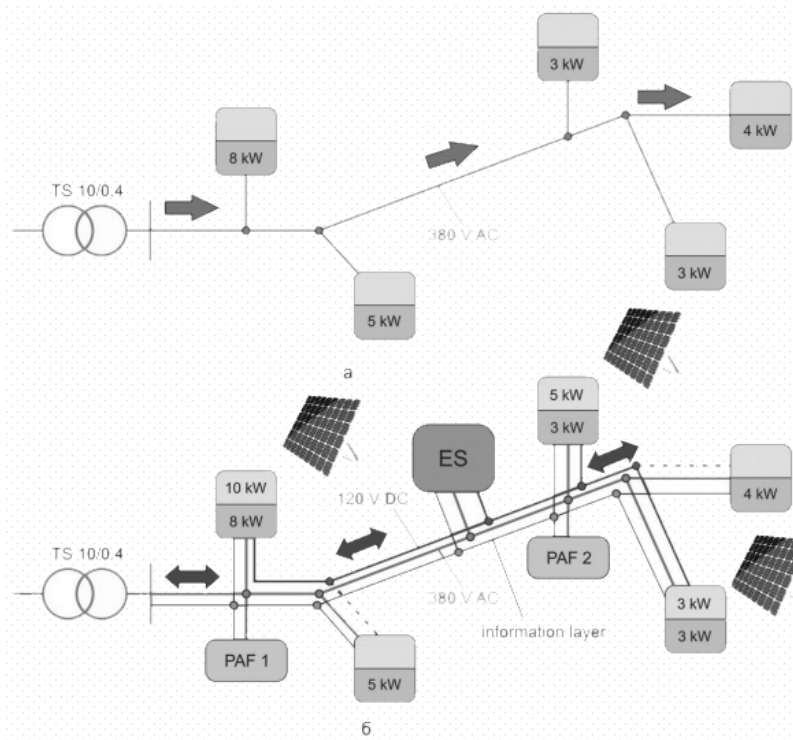 3 kW
4 kW
8 kW
TS 10/0.4
380 V AC
3 kW
5 kW
а
5 kW
3 kW
ES
10 kW
8 kW
120 V DC
4 kW
TS 10/0.4
PAF 2
380 V AC
3 kW
3 kW
information layer
PAF 1
5 kW
б